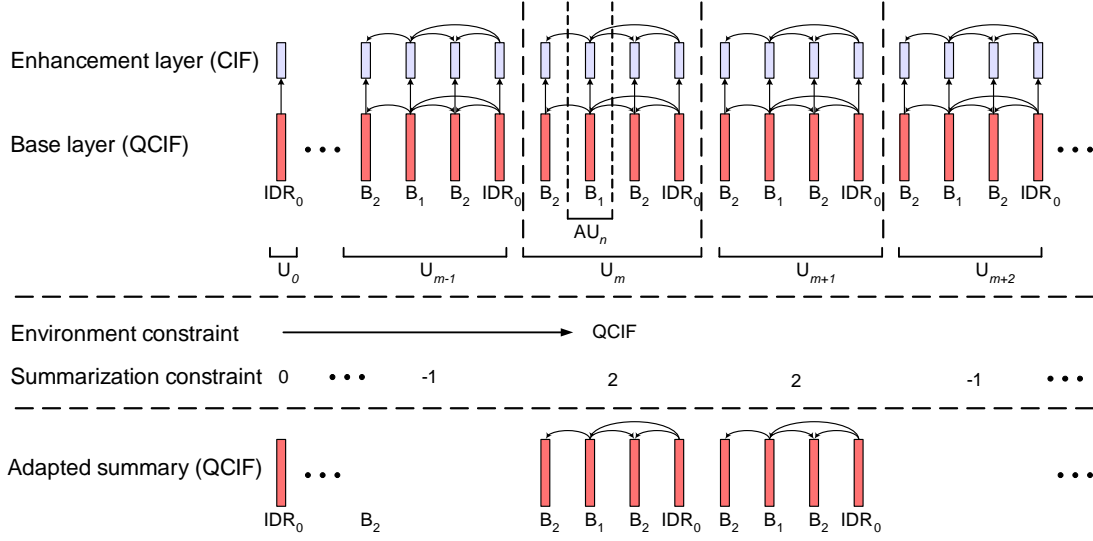 Enhancement layer (CIF)
Base layer (QCIF)
IDR0 B2 B1 B2 IDR0 B2 B1 B2 IDR0 B2 B1 B2 IDR0 B2 B1 B2 IDR0
AUn
U0 Um-1 Um Um+1 Um+2
Environment constraint QCIF
Summarization constraint 0 -1 2 2 -1
Adapted summary (QCIF)
IDR0 B2 B2 B1 B2 IDR0 B2 B1 B2 IDR0